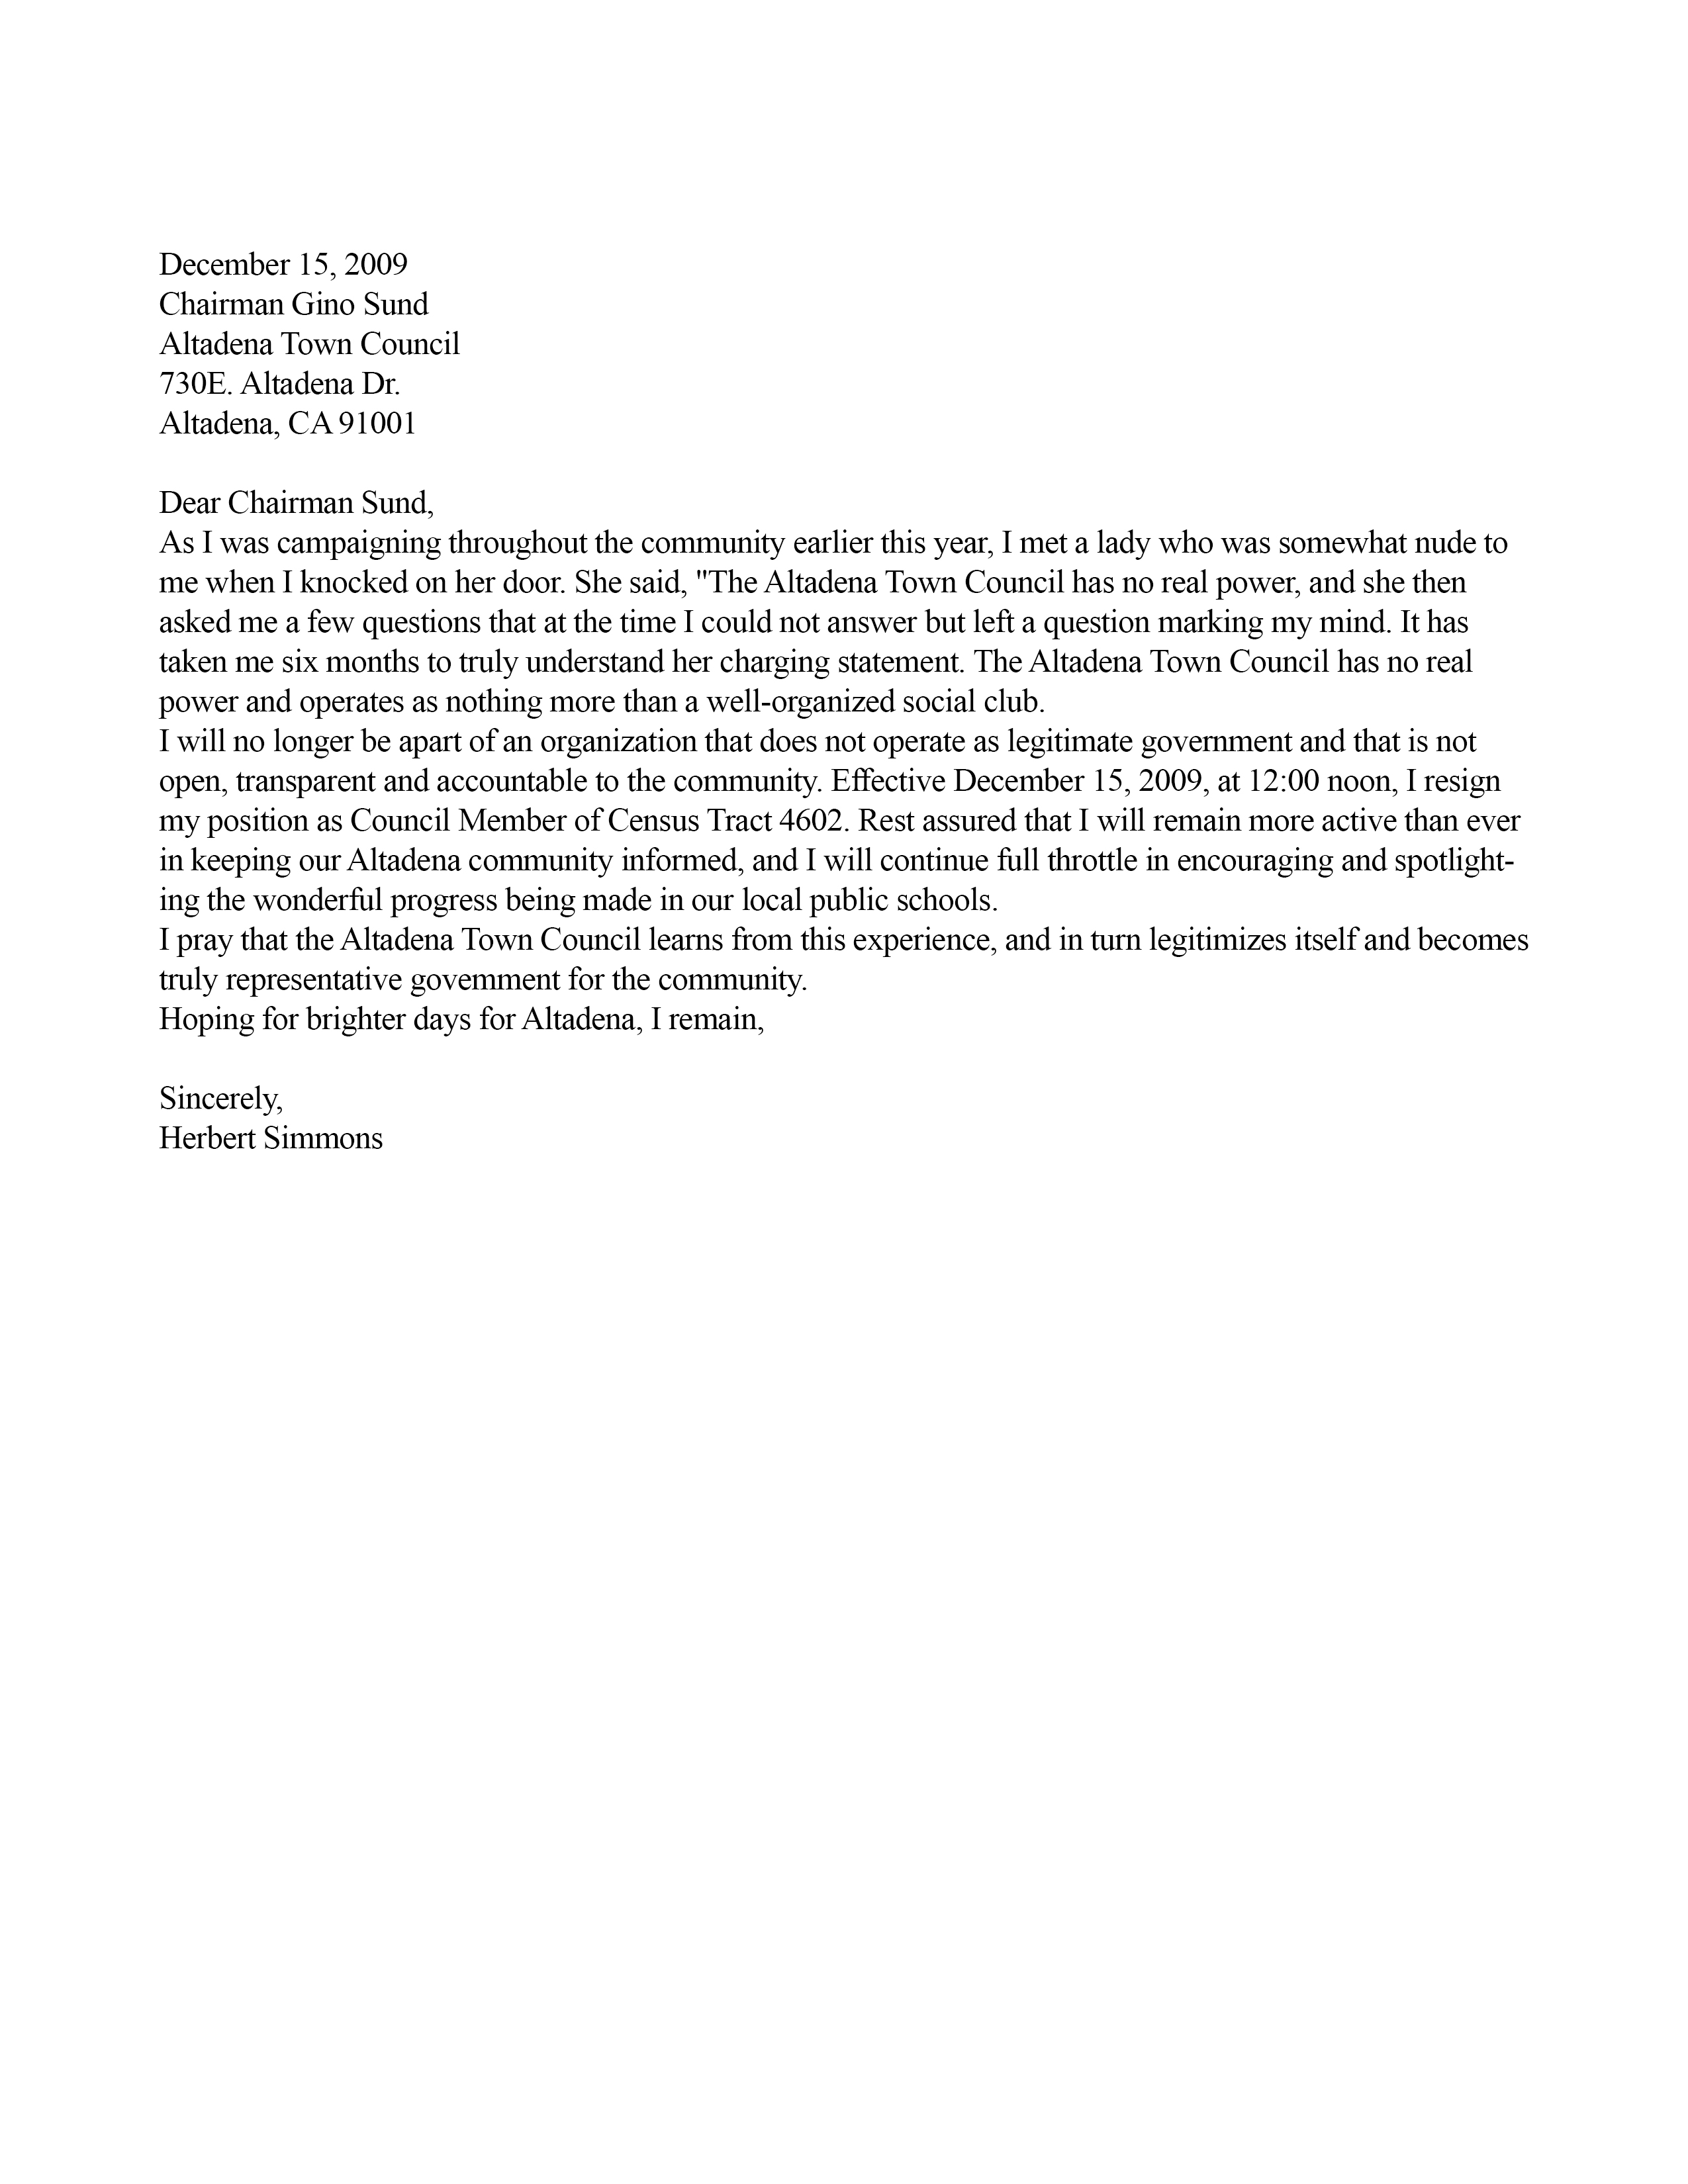 December 15, 2009
Chairman Gino Sund
Altadena Town Council
730E. Altadena Dr.
Altadena, CA 91001
Dear Chairman Sund,
As I was campaigning throughout the community earlier this year, I met a lady who was somewhat nude to
me when I knocked on her door. She said, "The Altadena Town Council has no real power, and she then
asked me a few questions that at the time I could not answer but left a question marking my mind. It has
taken me six months to truly understand her charging statement. The Altadena Town Council has no real
power and operates as nothing more than a well-organized social club.
I will no longer be apart of an organization that does not operate as legitimate government and that is not
open, transparent and accountable to the community. Effective December 15, 2009, at 12:00 noon, I resign
my position as Council Member of Census Tract 4602. Rest assured that I will remain more active than ever
in keeping our Altadena community informed, and I will continue full throttle in encouraging and spotlight-
ing the wonderful progress being made in our local public schools.
I pray that the Altadena Town Council learns from this experience, and in turn legitimizes itself and becomes
truly representative govemment for the community.
Hoping for brighter days for Altadena, I remain,
Sincerely,
Herbert Simmons